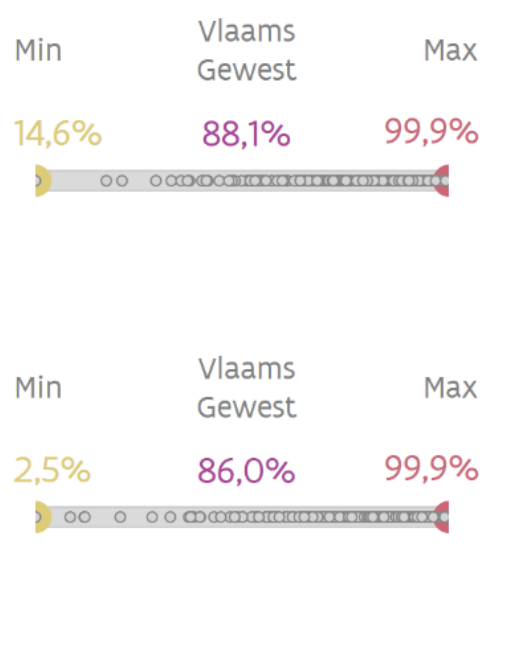 Min
Vlaams
Gewest
Max
14,6%
88,1%
99,9%
Min
Vlaams
Gewest
Max
2,5%
86,0%
99,9%